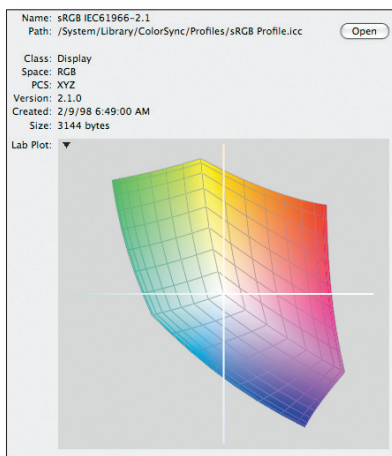 Name: sRGB IEC61966-2.1
Path: /System/Library/ColorSync/Profiles/sRGB Profile.icc
Open
Class: Display
Space: RGB
PCS: XYZ
Version: 2.1.0
Created: 2/9/98 6:49:00 AM
Size: 3144 bytes
Lab Plot: